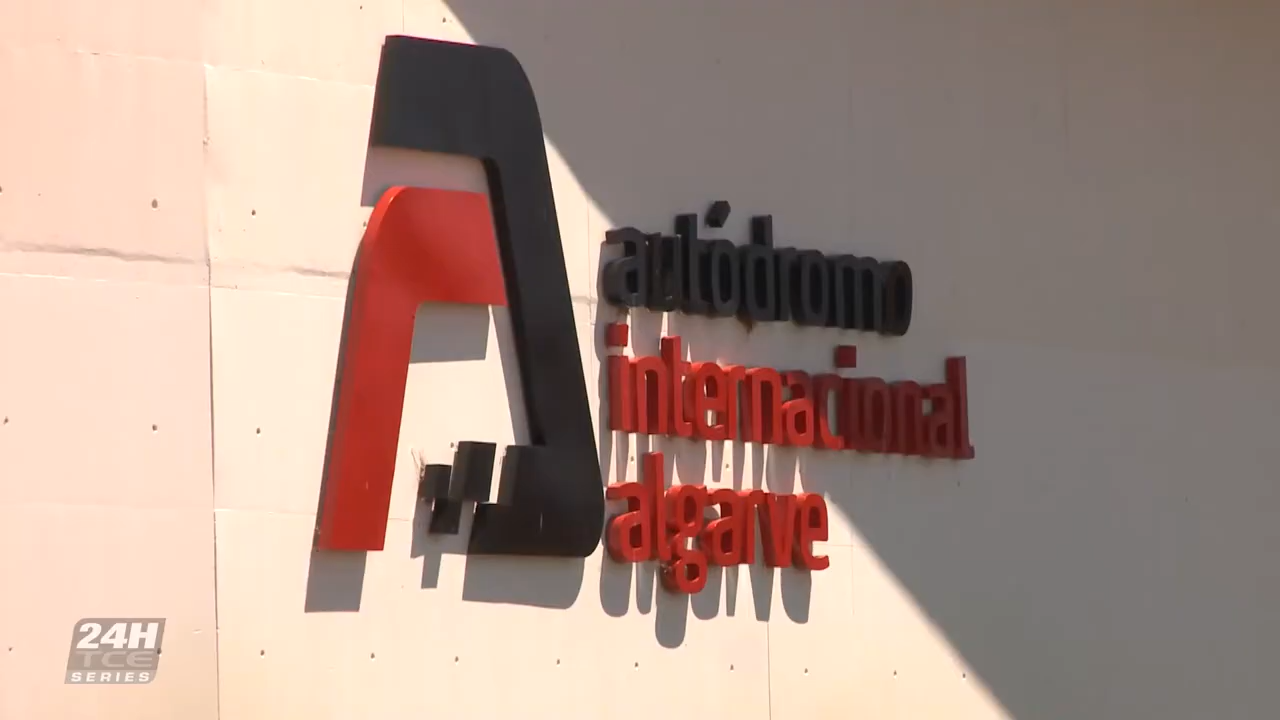 autódromo
internacional
algarve
24H
TCE
SERIES